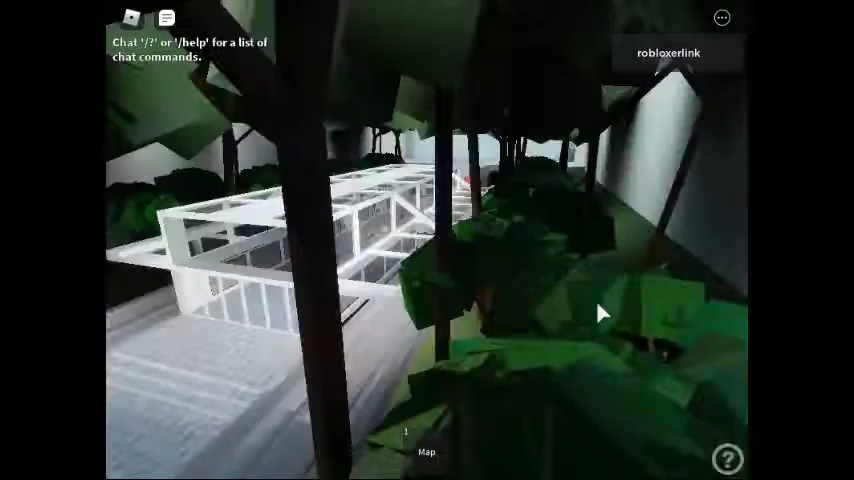 Chat '/?' or '/help' for a list of
chat commands.
robloxerlink
1
Map
?